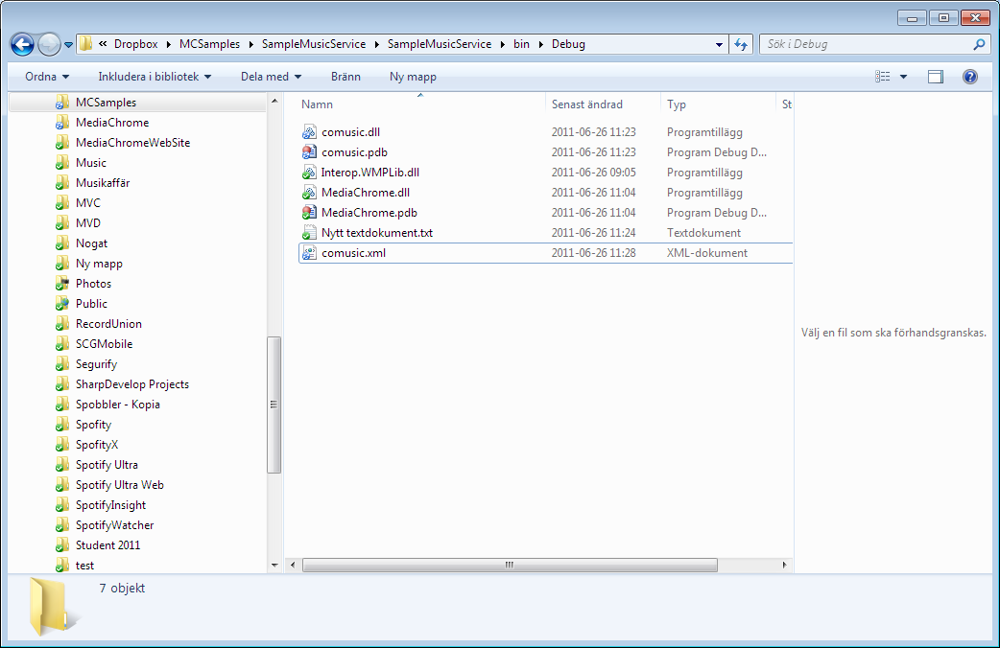 « Dropbox MCSamples SampleMusicService SampleMusicService bin Debug
Sök i Debug
Ordna Inkludera i bibliotek Dela med Bränn Ny mapp
MCSamples
MediaChrome
MediaChromeWebSite
Music
Musikaffär
MVC
MVD
Nogat
Ny mapp
Photos
Public
RecordUnion
SCGMobile
Segurify
SharpDevelop Projects
Spobbler - Kopia
Spofity
SpofityX
Spotify Ultra
Spotify Ultra Web
SpotifyInsight
SpotifyWatcher
Student 2011
test
Namn Senast ändrad Typ St
comusic.dll 2011-06-26 11:23 Programtillägg
comusic.pdb 2011-06-26 11:23 Program Debug D...
Interop.WMPLib.dll 2011-06-26 09:05 Programtillägg
MediaChrome.dll 2011-06-26 11:04 Programtillägg
MediaChrome.pdb 2011-06-26 11:04 Program Debug D...
Nytt textdokument.txt 2011-06-26 11:24 Textdokument
comusic.xml 2011-06-26 11:28 XML-dokument
Välj en fil som ska förhandsgranskas.
7 objekt